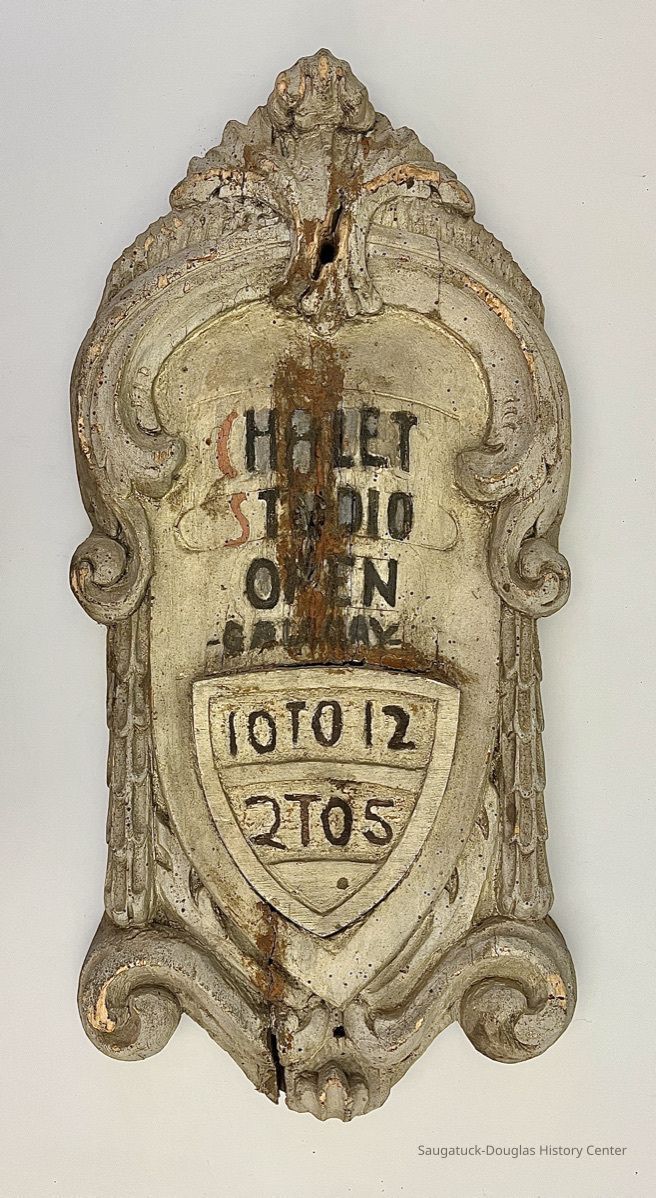 CHALET
STUDIO
OPEN
10 TO 12
2 TO 5
Saugatuck-Douglas History Center